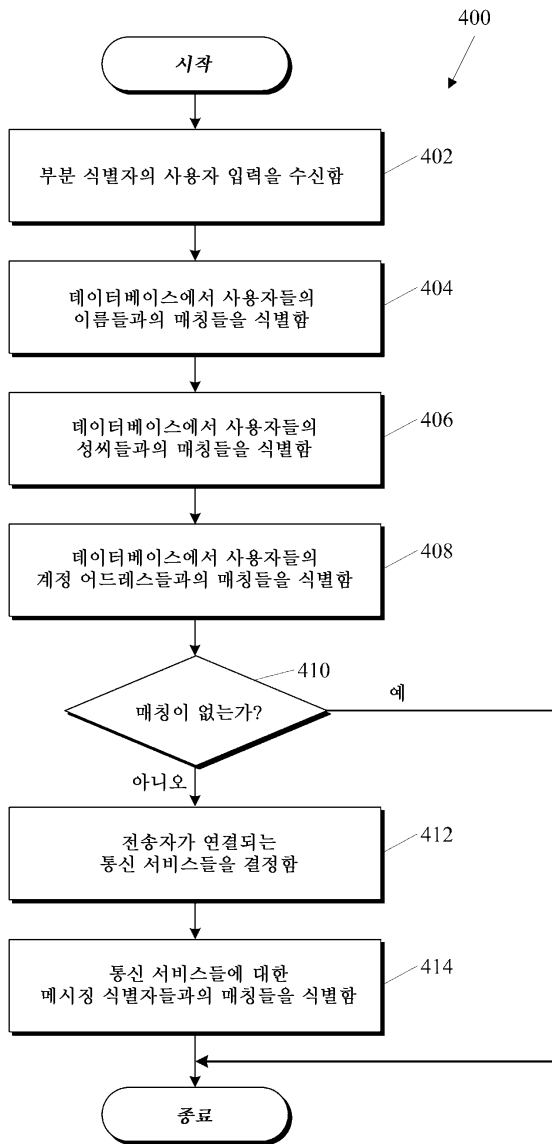 400
시작
부분 식별자의 사용자 입력을 수신함
402
데이터베이스에서 사용자들의
이름들과의 매칭들을 식별함
404
데이터베이스에서 사용자들의
성씨들과의 매칭들을 식별함
406
데이터베이스에서 사용자들의
계정 어드레스들과의 매칭들을 식별함
408
410
매칭이 없는가?
예
아니오
전송자가 연결되는
통신 서비스들을 결정함
412
통신 서비스들에 대한
메시징 식별자들과의 매칭들을 식별함
414
종료